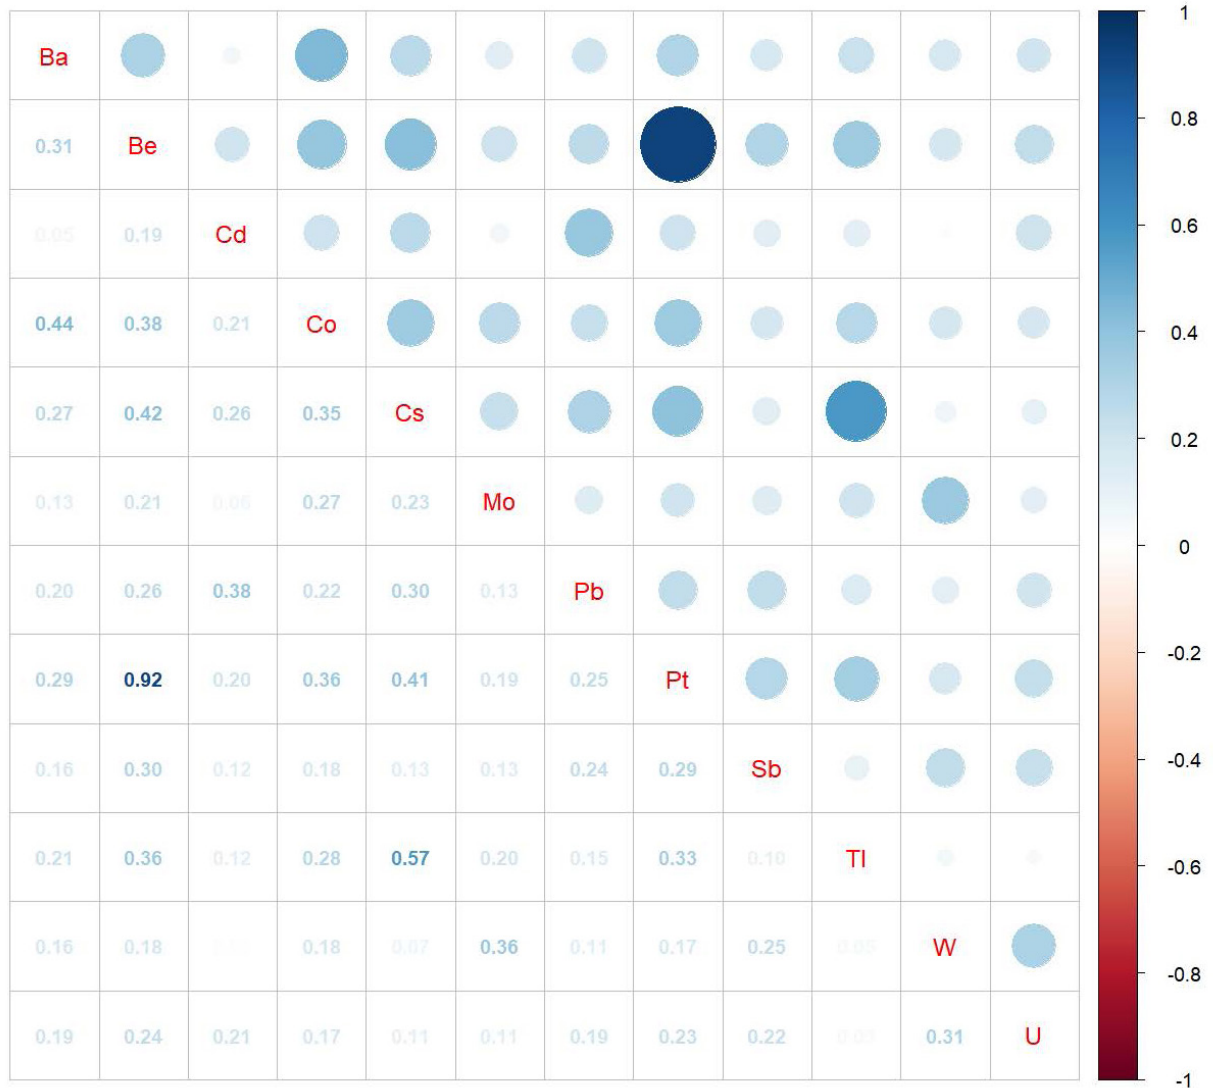 1
Ba
0.8
0.31 Be
0.05 0.19 Cd
0.6
0.44 0.38 0.21 Co
0.4
0.27 0.42 0.26 0.35 Cs
0.2
0.13 0.21 0.06 0.27 0.23 Mo
0
0.20 0.26 0.38 0.22 0.30 0.13 Pb
-0.2
0.29 0.92 0.20 0.36 0.41 0.19 0.25 Pt
-0.4
0.16 0.30 0.12 0.18 0.13 0.13 0.24 0.29 Sb
0.21 0.36 0.12 0.28 0.57 0.20 0.15 0.33 0.10 Tl
-0.6
0.16 0.18 0.18 0.07 0.36 0.11 0.17 0.25 0.05 W
-0.8
0.19 0.24 0.21 0.17 0.11 0.11 0.19 0.23 0.22 0.31 U
-1